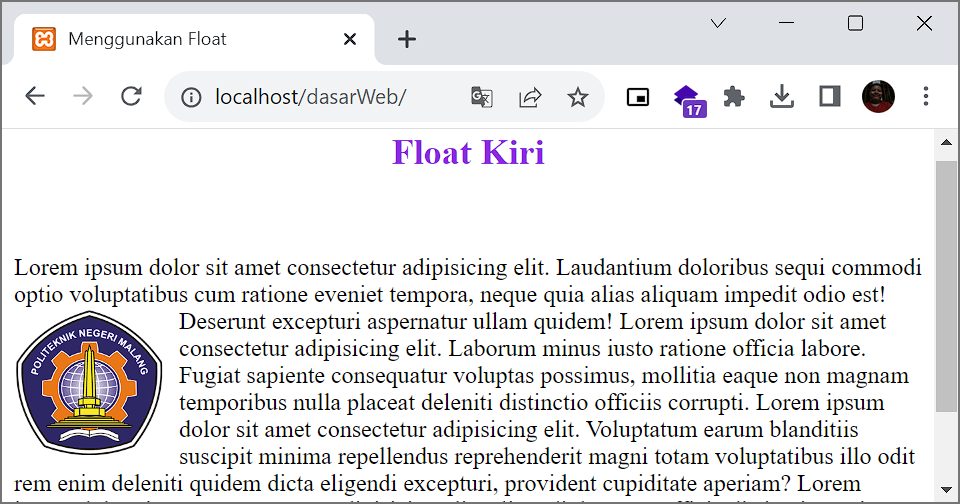 Menggunakan Float
localhost/dasarWeb/
17
Float Kiri
Lorem ipsum dolor sit amet consectetur adipisicing elit. Laudantium doloribus sequi commodi
optio voluptatibus cum ratione eveniet tempora, neque quia alias aliquam impedit odio est!
POLITEKNIK NEGERI MALANG
Deserunt excepturi aspernatur ullam quidem! Lorem ipsum dolor sit amet
consectetur adipisicing elit. Laborum minus iusto ratione officia labore.
Fugiat sapiente consequatur voluptas possimus, mollitia eaque non magnam
temporibus nulla placeat deleniti distinctio officiis corrupti. Lorem ipsum
dolor sit amet consectetur adipisicing elit. Voluptatum earum blanditiis
suscipit minima repellendus reprehenderit magni totam voluptatibus illo odit
rem enim deleniti quidem dicta eligendi excepturi, provident cupiditate aperiam? Lorem